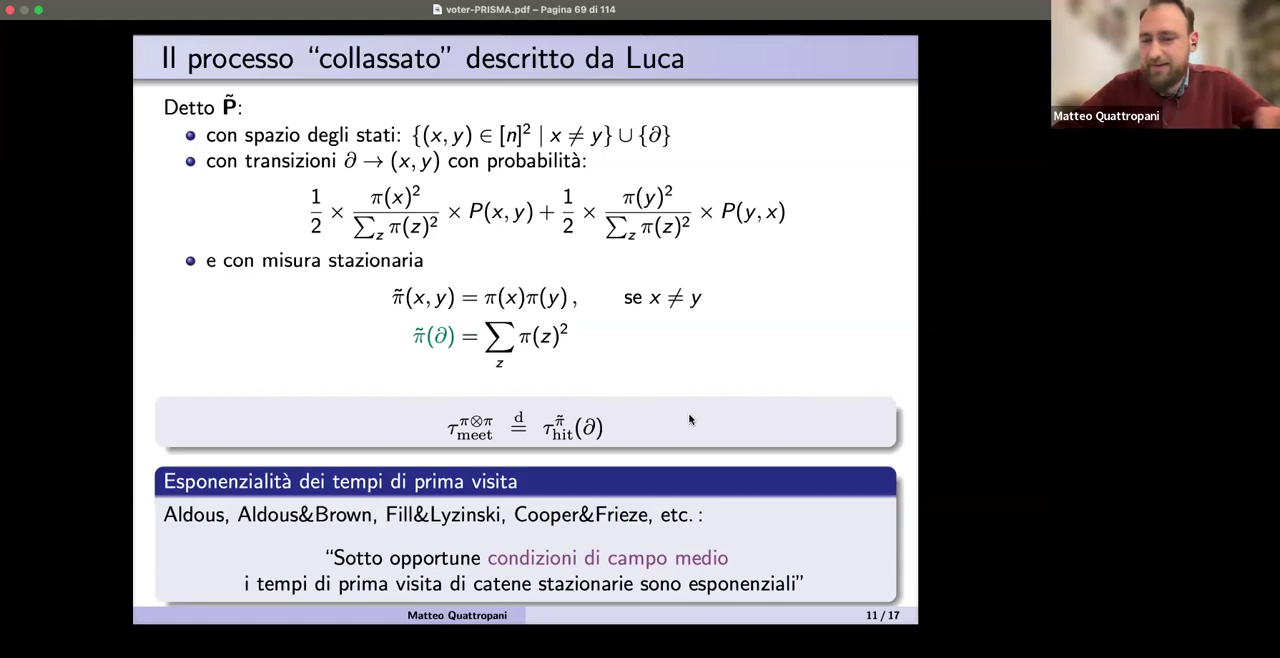 voter-PRISMA.pdf – Pagina 69 di 114
Il processo “collassato” descritto da Luca
Detto P̃:
con spazio degli stati: {(x, y) ∈ [n]² | x ≠ y} ∪ {∂}
con transizioni ∂ → (x, y) con probabilità:
1/2 × π(x)²/∑_z π(z)² × P(x, y) + 1/2 × π(y)²/∑_z π(z)² × P(y, x)
e con misura stazionaria
π̃(x, y) = π(x)π(y) , se x ≠ y
π̃(∂) = ∑_z π(z)²
τ_meet^{π⊗π} =^d τ_hit^{π̃}(∂)
Esponenzialità dei tempi di prima visita
Aldous, Aldous&Brown, Fill&Lyzinski, Cooper&Frieze, etc. :
“Sotto opportune condizioni di campo medio
i tempi di prima visita di catene stazionarie sono esponenziali”
Matteo Quattropani 11 / 17
Matteo Quattropani